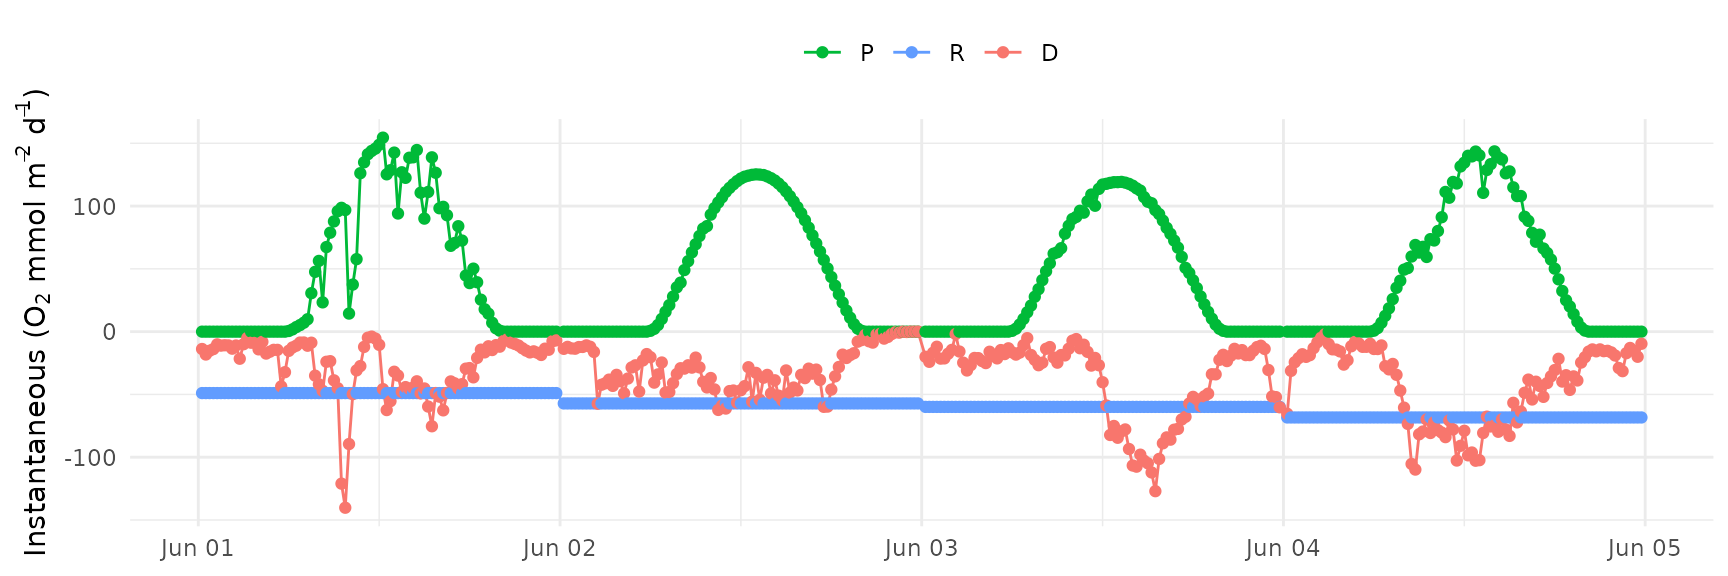 P R D
Instantaneous (O₂ mmol m⁻² d⁻¹)
100
0
-100
Jun 01 Jun 02 Jun 03 Jun 04 Jun 05